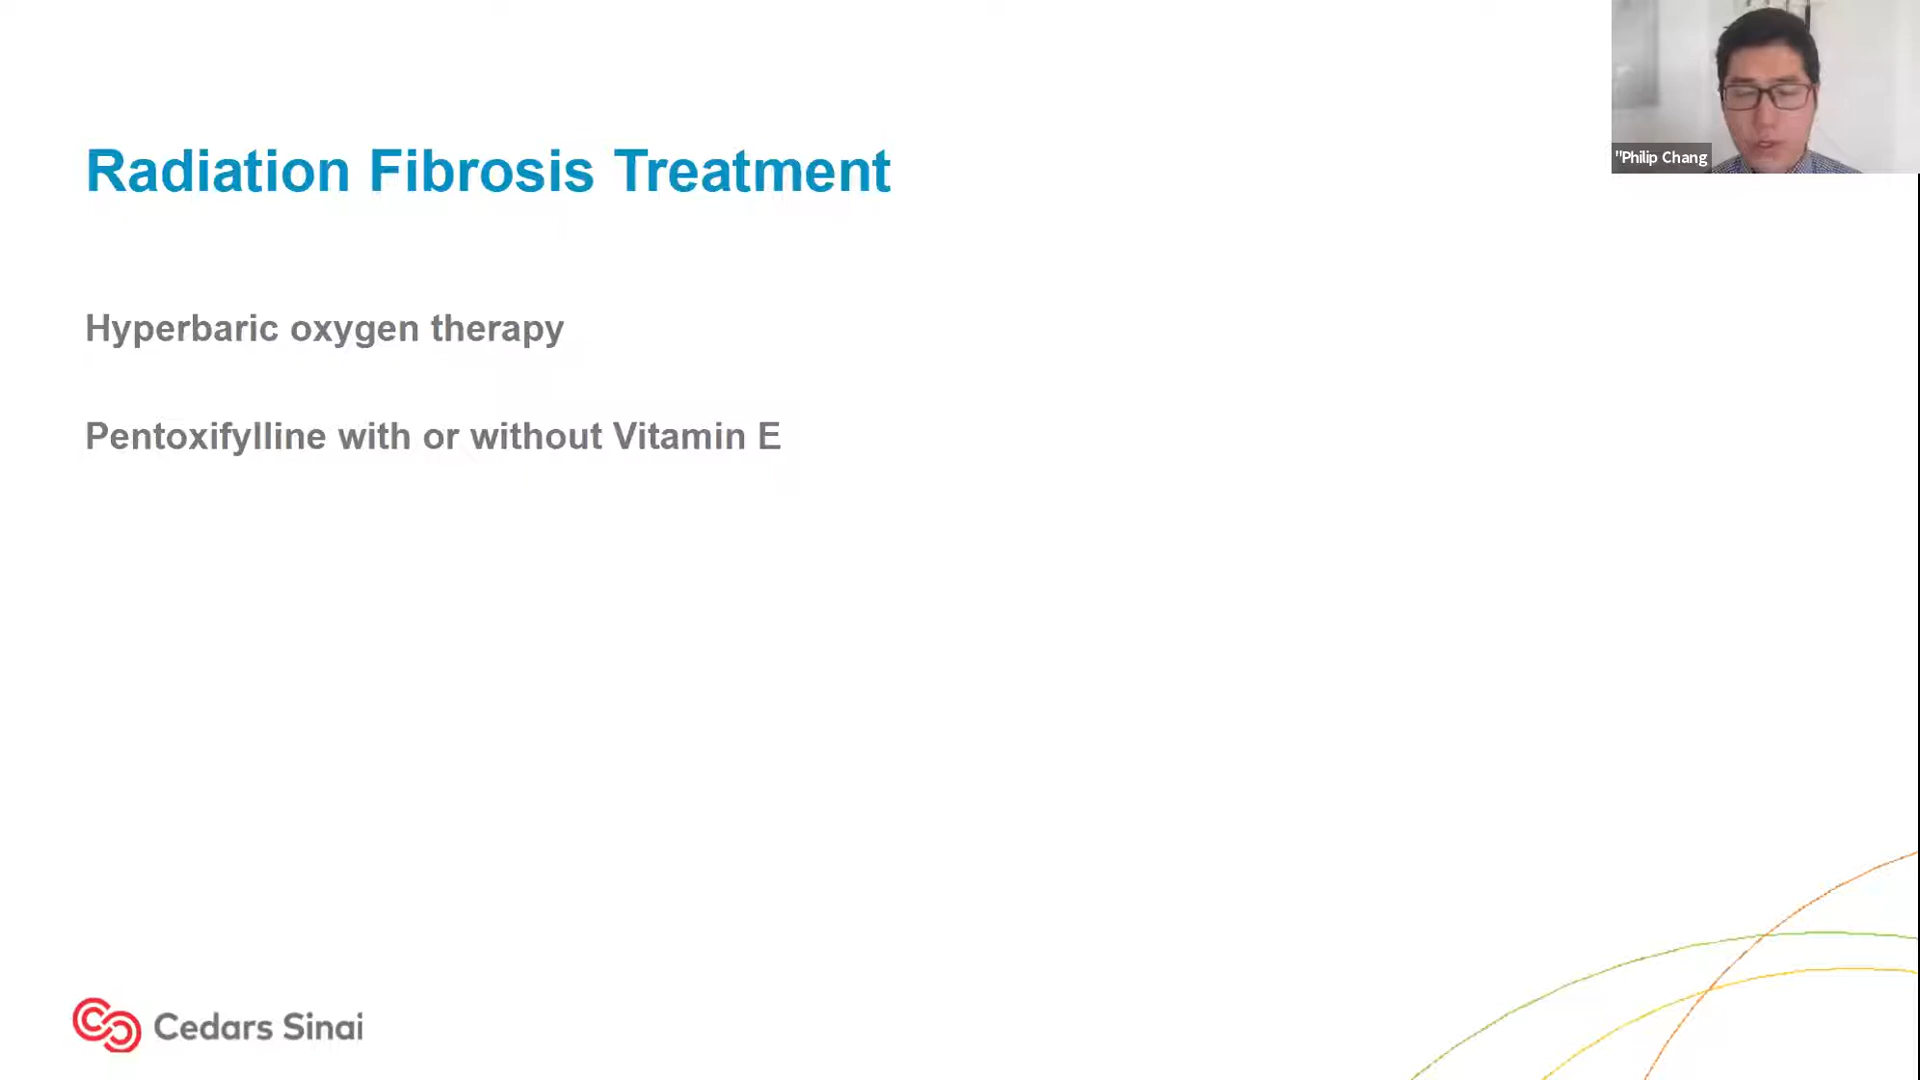 Radiation Fibrosis Treatment
"Philip Chang
Hyperbaric oxygen therapy
Pentoxifylline with or without Vitamin E
Cedars Sinai